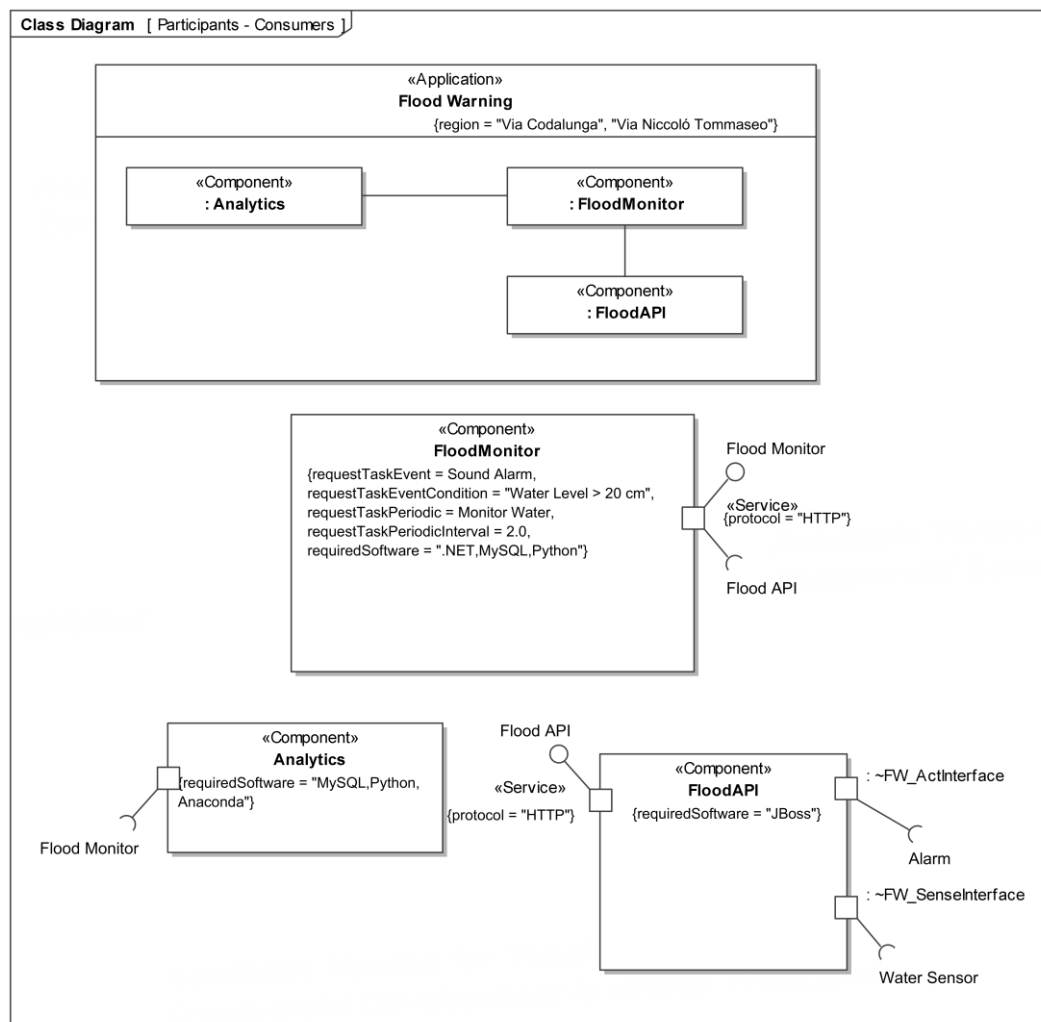 Class Diagram [ Participants - Consumers ]
«Application»
Flood Warning
{region = "Via Codalunga", "Via Niccoló Tommaseo"}
«Component»
: Analytics
«Component»
: FloodMonitor
«Component»
: FloodAPI
«Component»
FloodMonitor
{requestTaskEvent = Sound Alarm,
requestTaskEventCondition = "Water Level > 20 cm",
requestTaskPeriodic = Monitor Water,
requestTaskPeriodicInterval = 2.0,
requiredSoftware = ".NET,MySQL,Python"}
Flood Monitor
«Service»
{protocol = "HTTP"}
Flood API
«Component»
Analytics
{requiredSoftware = "MySQL,Python,
Anaconda"}
Flood Monitor
Flood API
«Service»
{protocol = "HTTP"}
«Component»
FloodAPI
{requiredSoftware = "JBoss"}
: ~FW_ActInterface
Alarm
: ~FW_SenseInterface
Water Sensor